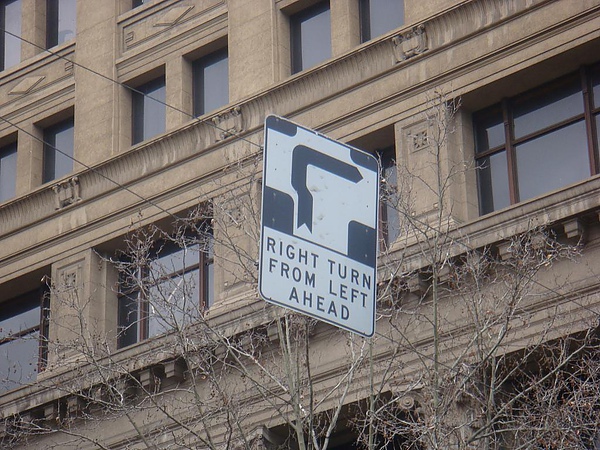 RIGHT TURN
FROM LEFT
AHEAD